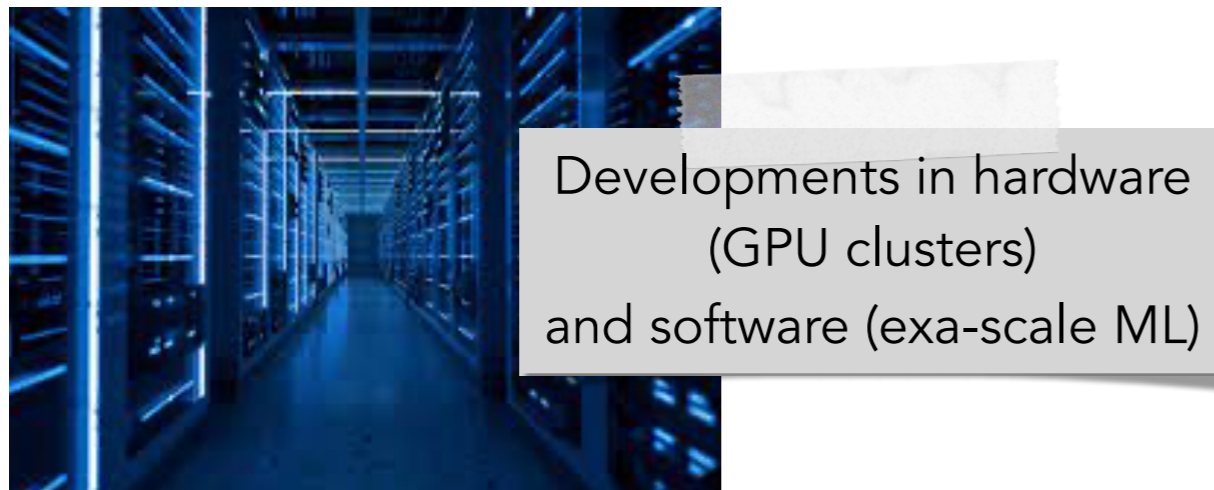 Developments in hardware
(GPU clusters)
and software (exa-scale ML)